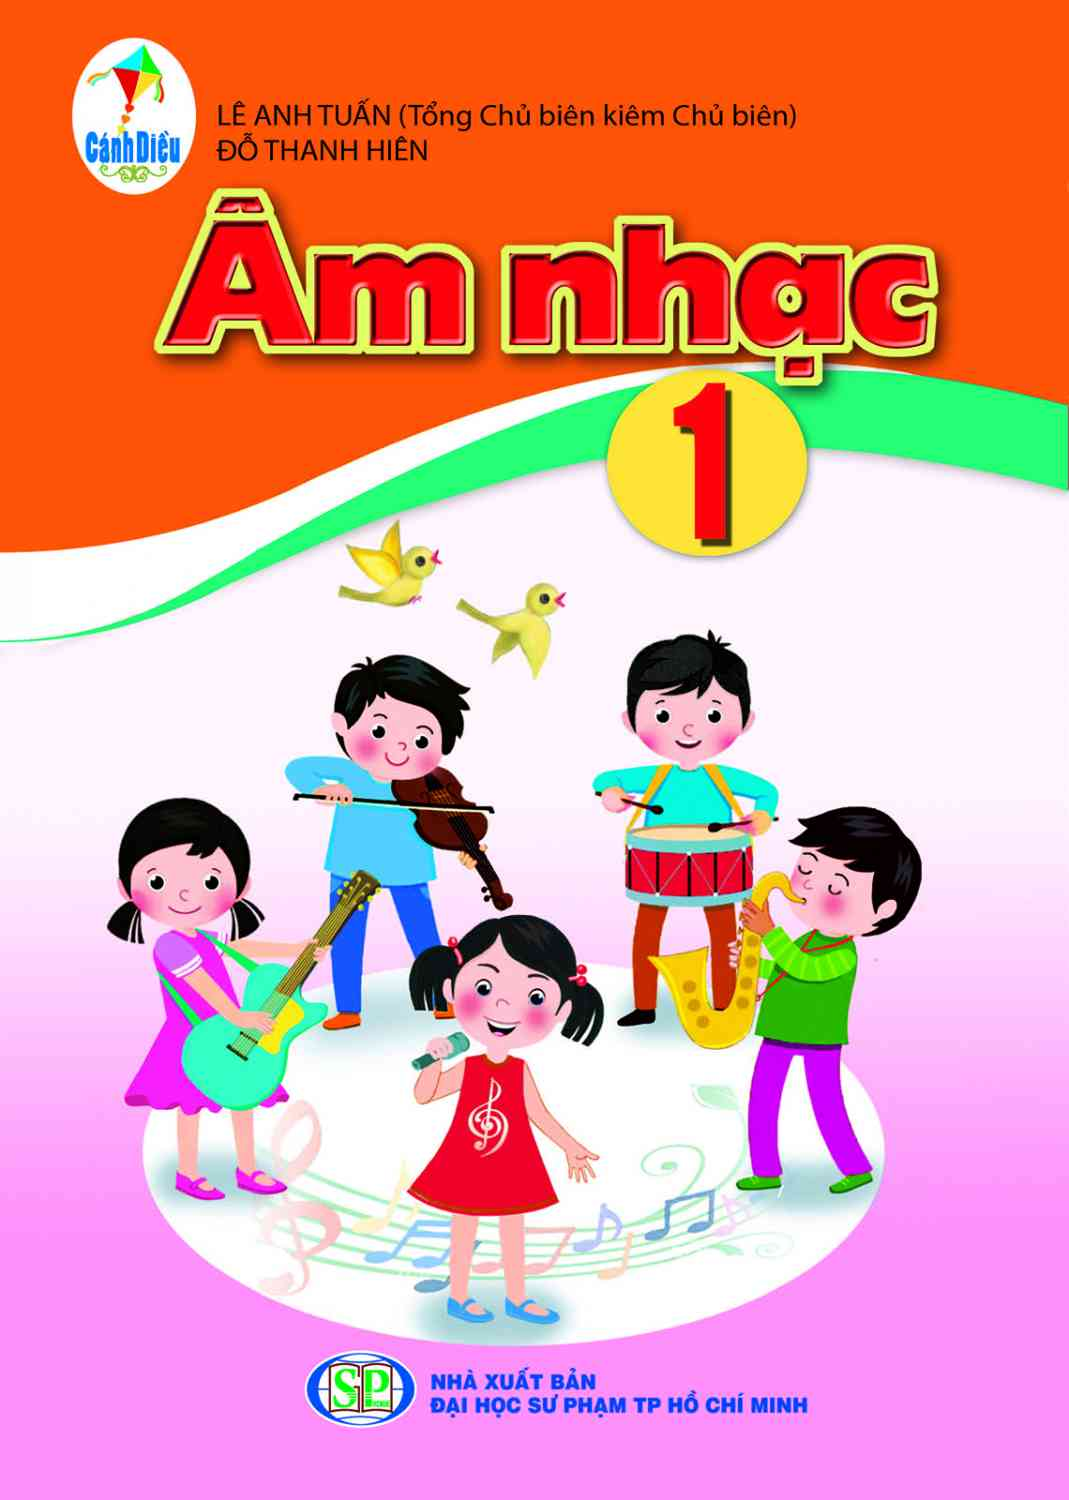 Cánh Diều
LÊ ANH TUẤN (Tổng Chủ biên kiêm Chủ biên)
ĐỖ THANH HIÊN
Âm nhạc
1
SP
NHÀ XUẤT BẢN
ĐẠI HỌC SƯ PHẠM TP HỒ CHÍ MINH